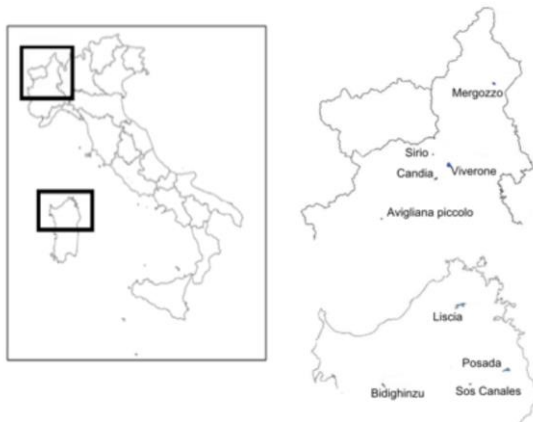 Mergozzo
Sirio
Candia
Viverone
Avigliana piccolo
Liscia
Posada
Bidighinzu
Sos Canales